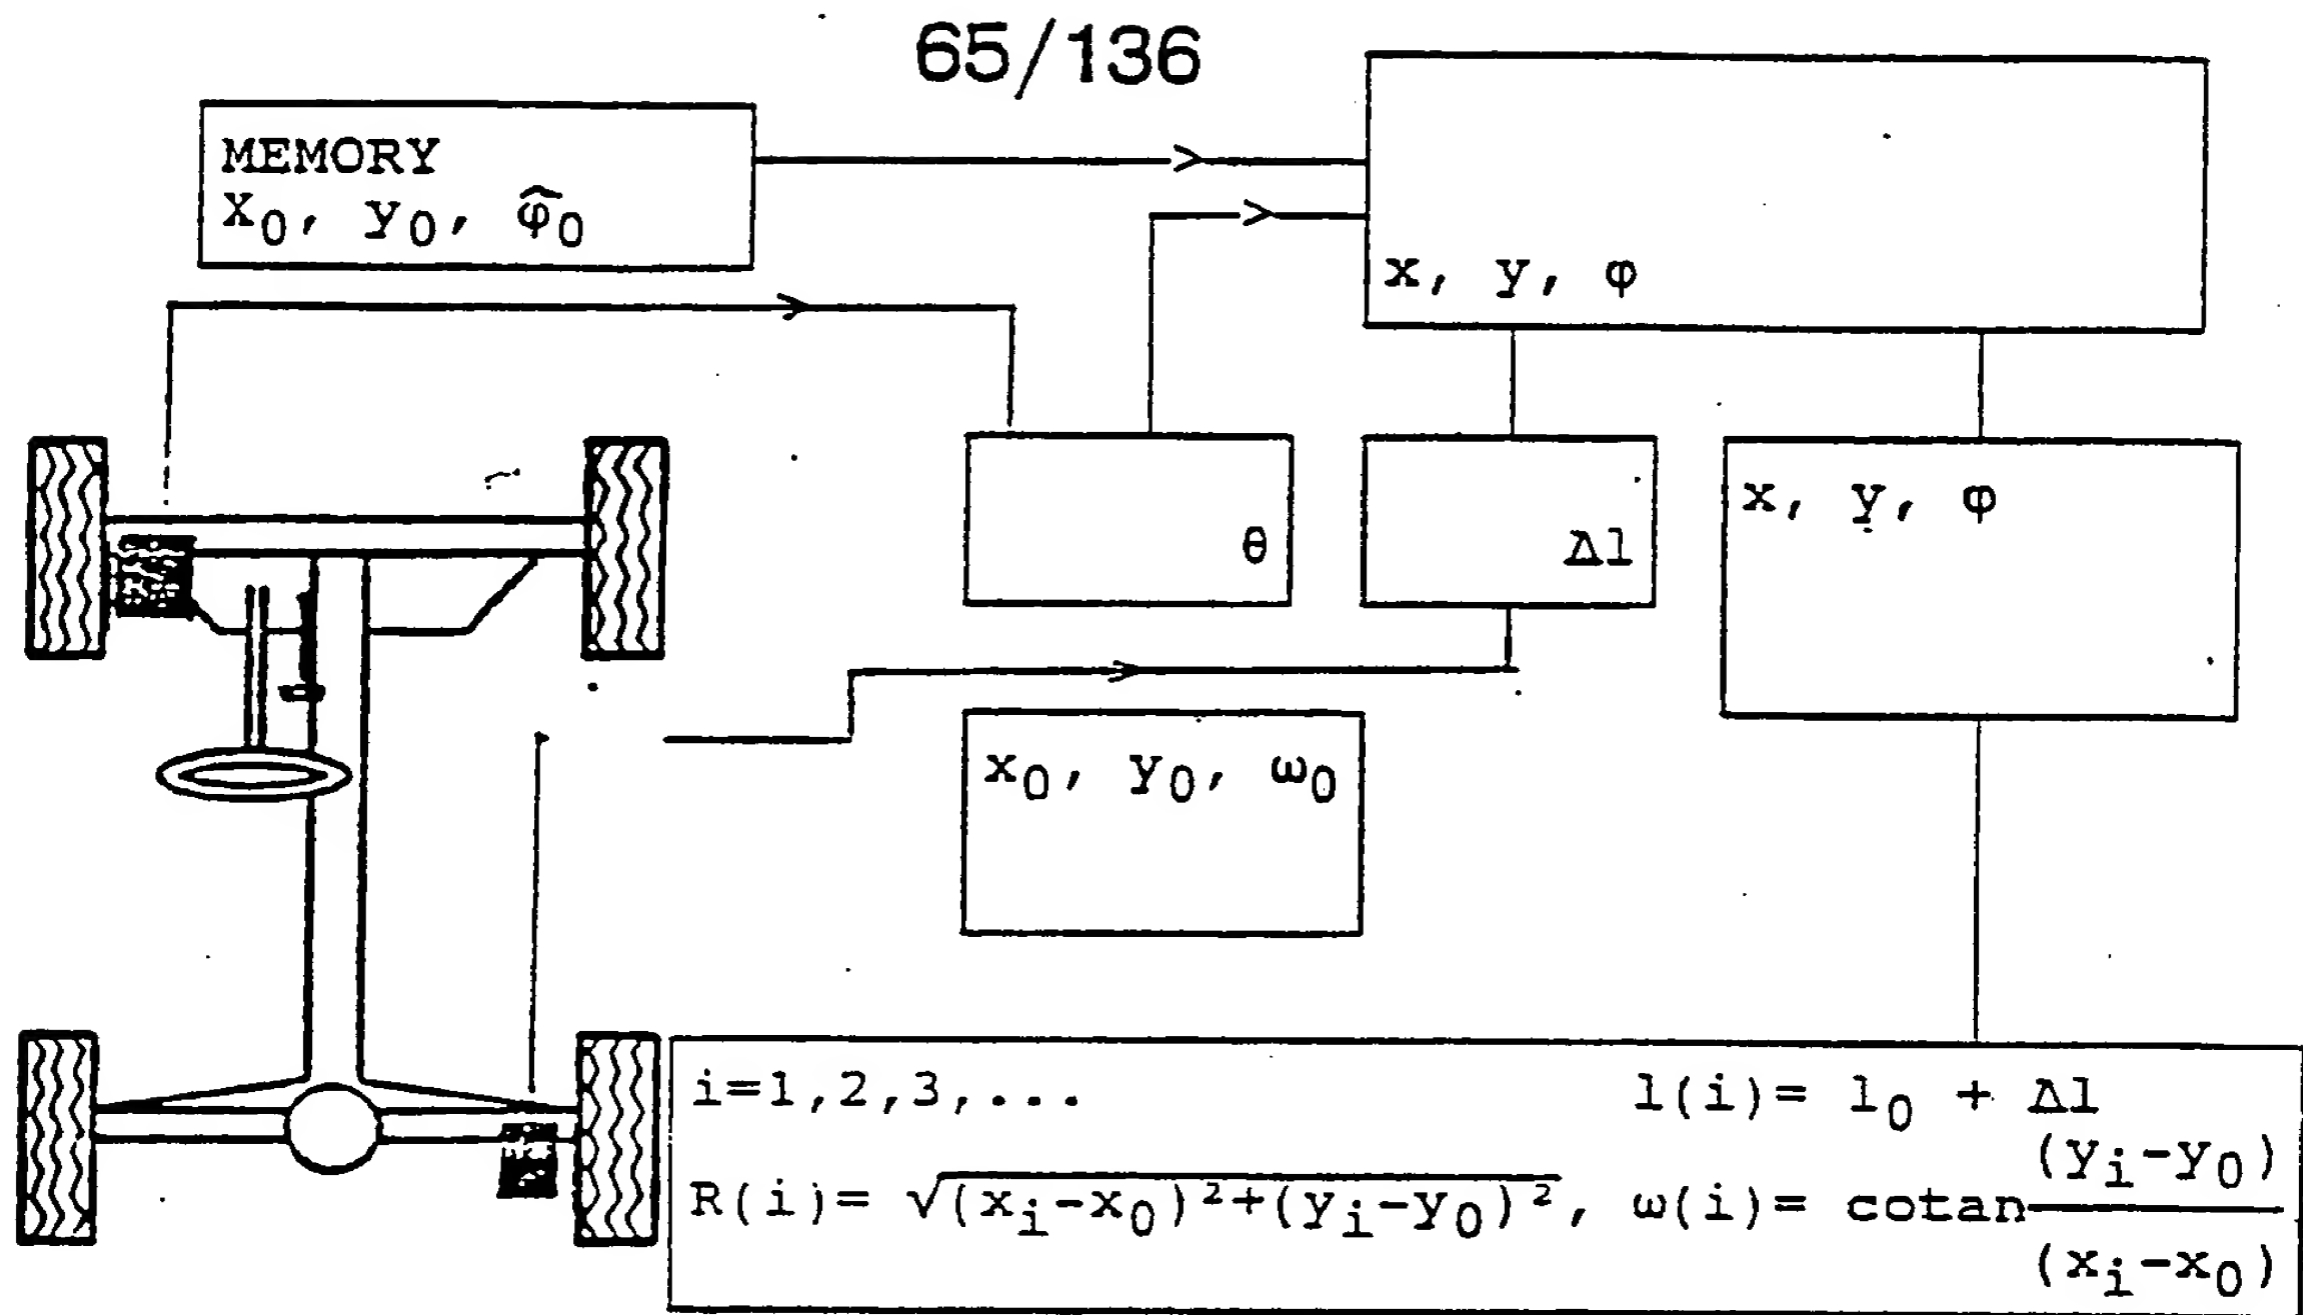 65/136
MEMORY
x₀, y₀, φ̂₀
x, y, φ
θ
Δl
x, y, φ
x₀, y₀, ω₀
i=1,2,3,... l(i)= l₀ + Δl
R(i)= √(xᵢ-x₀)²+(yᵢ-y₀)², ω(i)= cotan (yᵢ-y₀)/(xᵢ-x₀)